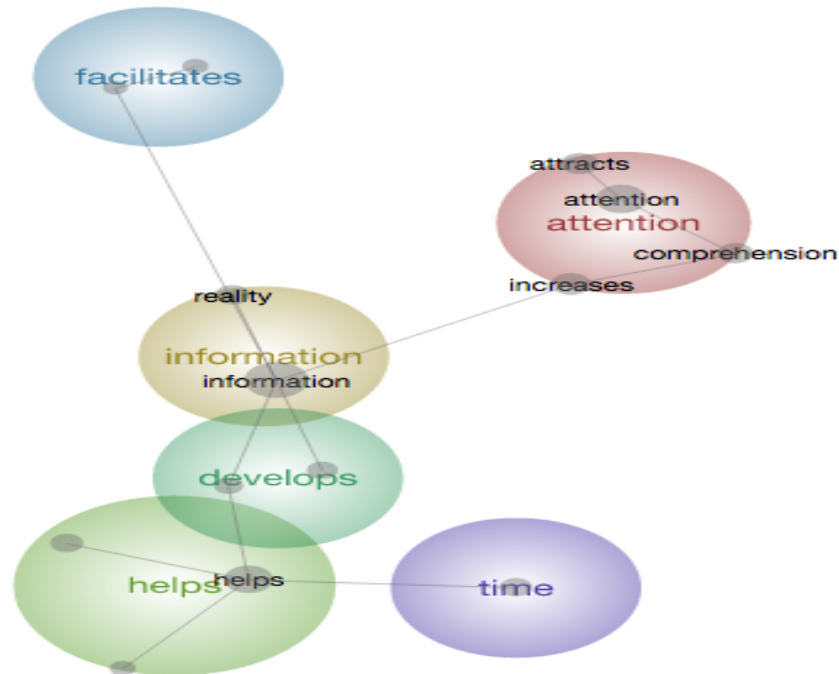 facilitates
attracts
attention
attention
comprehension
increases
reality
information
information
develops
helps
helps
time